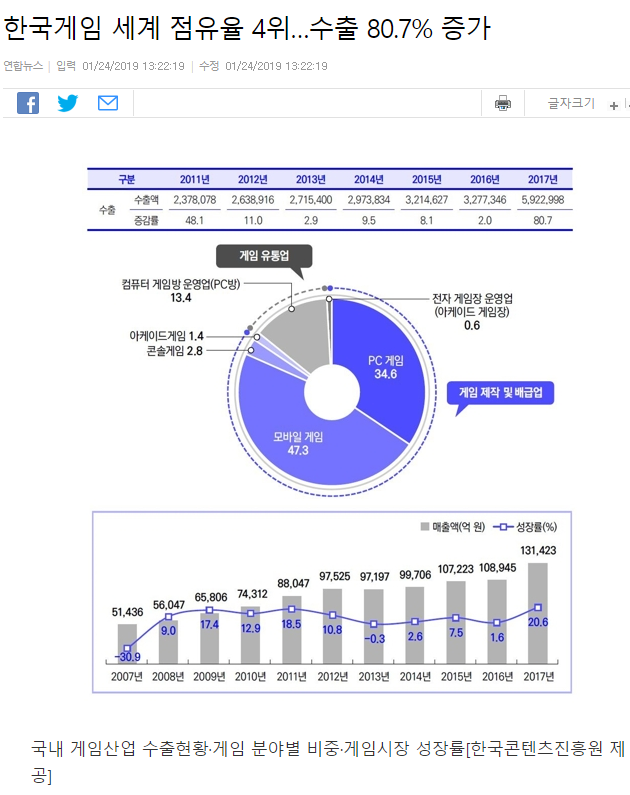 한국게임 세계 점유율 4위...수출 80.7% 증가
연합뉴스 | 입력 01/24/2019 13:22:19 | 수정 01/24/2019 13:22:19
글자크기 +
구분 2011년 2012년 2013년 2014년 2015년 2016년 2017년
수출 수출액 2,378,078 2,638,916 2,715,400 2,973,834 3,214,627 3,277,346 5,922,998
증감률 48.1 11.0 2.9 9.5 8.1 2.0 80.7
게임 유통업
컴퓨터 게임방 운영업(PC방)
13.4
전자 게임장 운영업
(아케이드 게임장)
0.6
아케이드게임 1.4
콘솔게임 2.8
PC 게임
34.6
게임 제작 및 배급업
모바일 게임
47.3
매출액(억 원) 성장률(%)
51,436 56,047 65,806 74,312 88,047 97,525 97,197 99,706 107,223 108,945 131,423
-30.9 9.0 17.4 12.9 18.5 10.8 -0.3 2.6 7.5 1.6 20.6
2007년 2008년 2009년 2010년 2011년 2012년 2013년 2014년 2015년 2016년 2017년
국내 게임산업 수출현황·게임 분야별 비중·게임시장 성장률[한국콘텐츠진흥원 제
공]